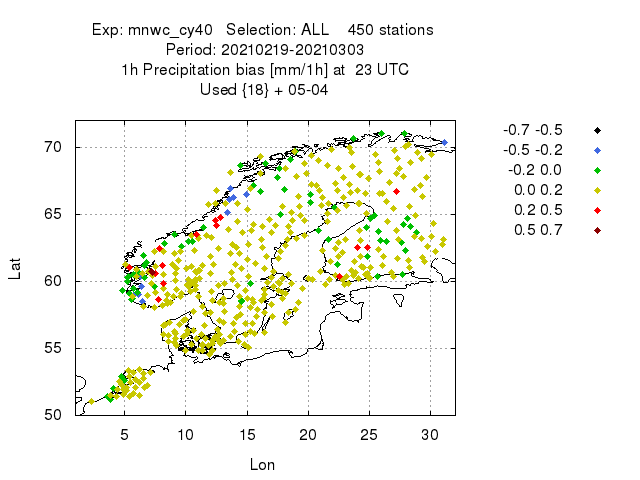 Exp: mnwc_cy40   Selection: ALL    450 stations
Period: 20210219-20210303
1h Precipitation bias [mm/1h] at  23 UTC
Used {18} + 05-04
-0.7 -0.5
-0.5 -0.2
-0.2 0.0
0.0 0.2
0.2 0.5
0.5 0.7
70
65
60
55
50
Lat
5 10 15 20 25 30
Lon